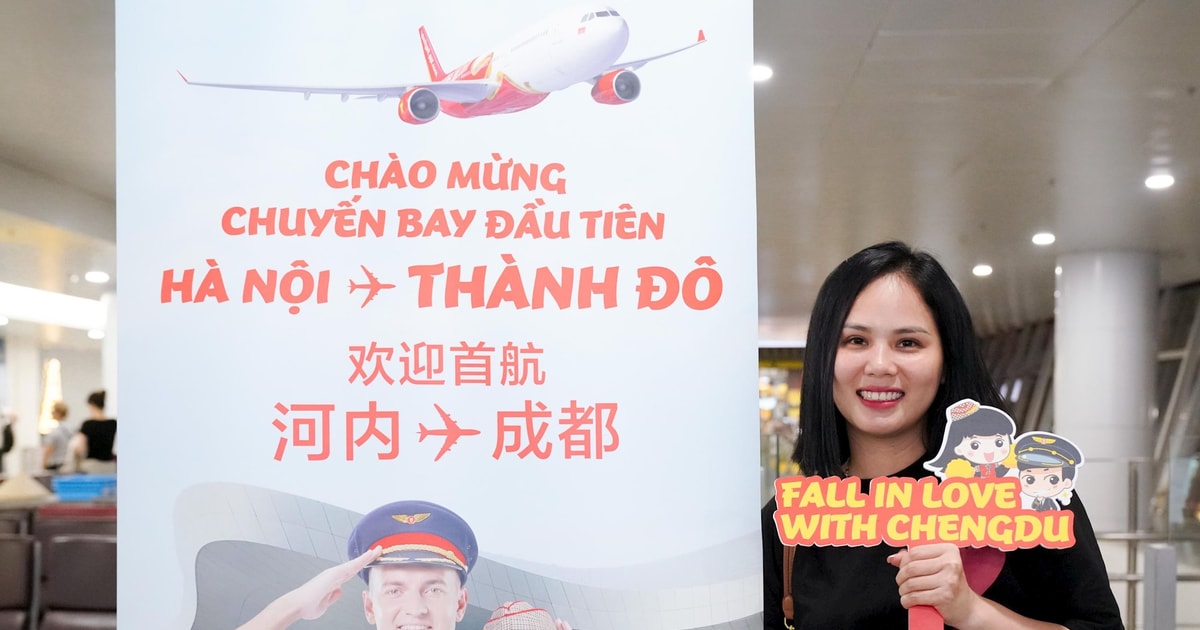 CHÀO MỪNG
CHUYẾN BAY ĐẦU TIÊN
HÀ NỘI THÀNH ĐÔ
欢迎首航
河内 成都
FALL IN LOVE
WITH CHENGDU